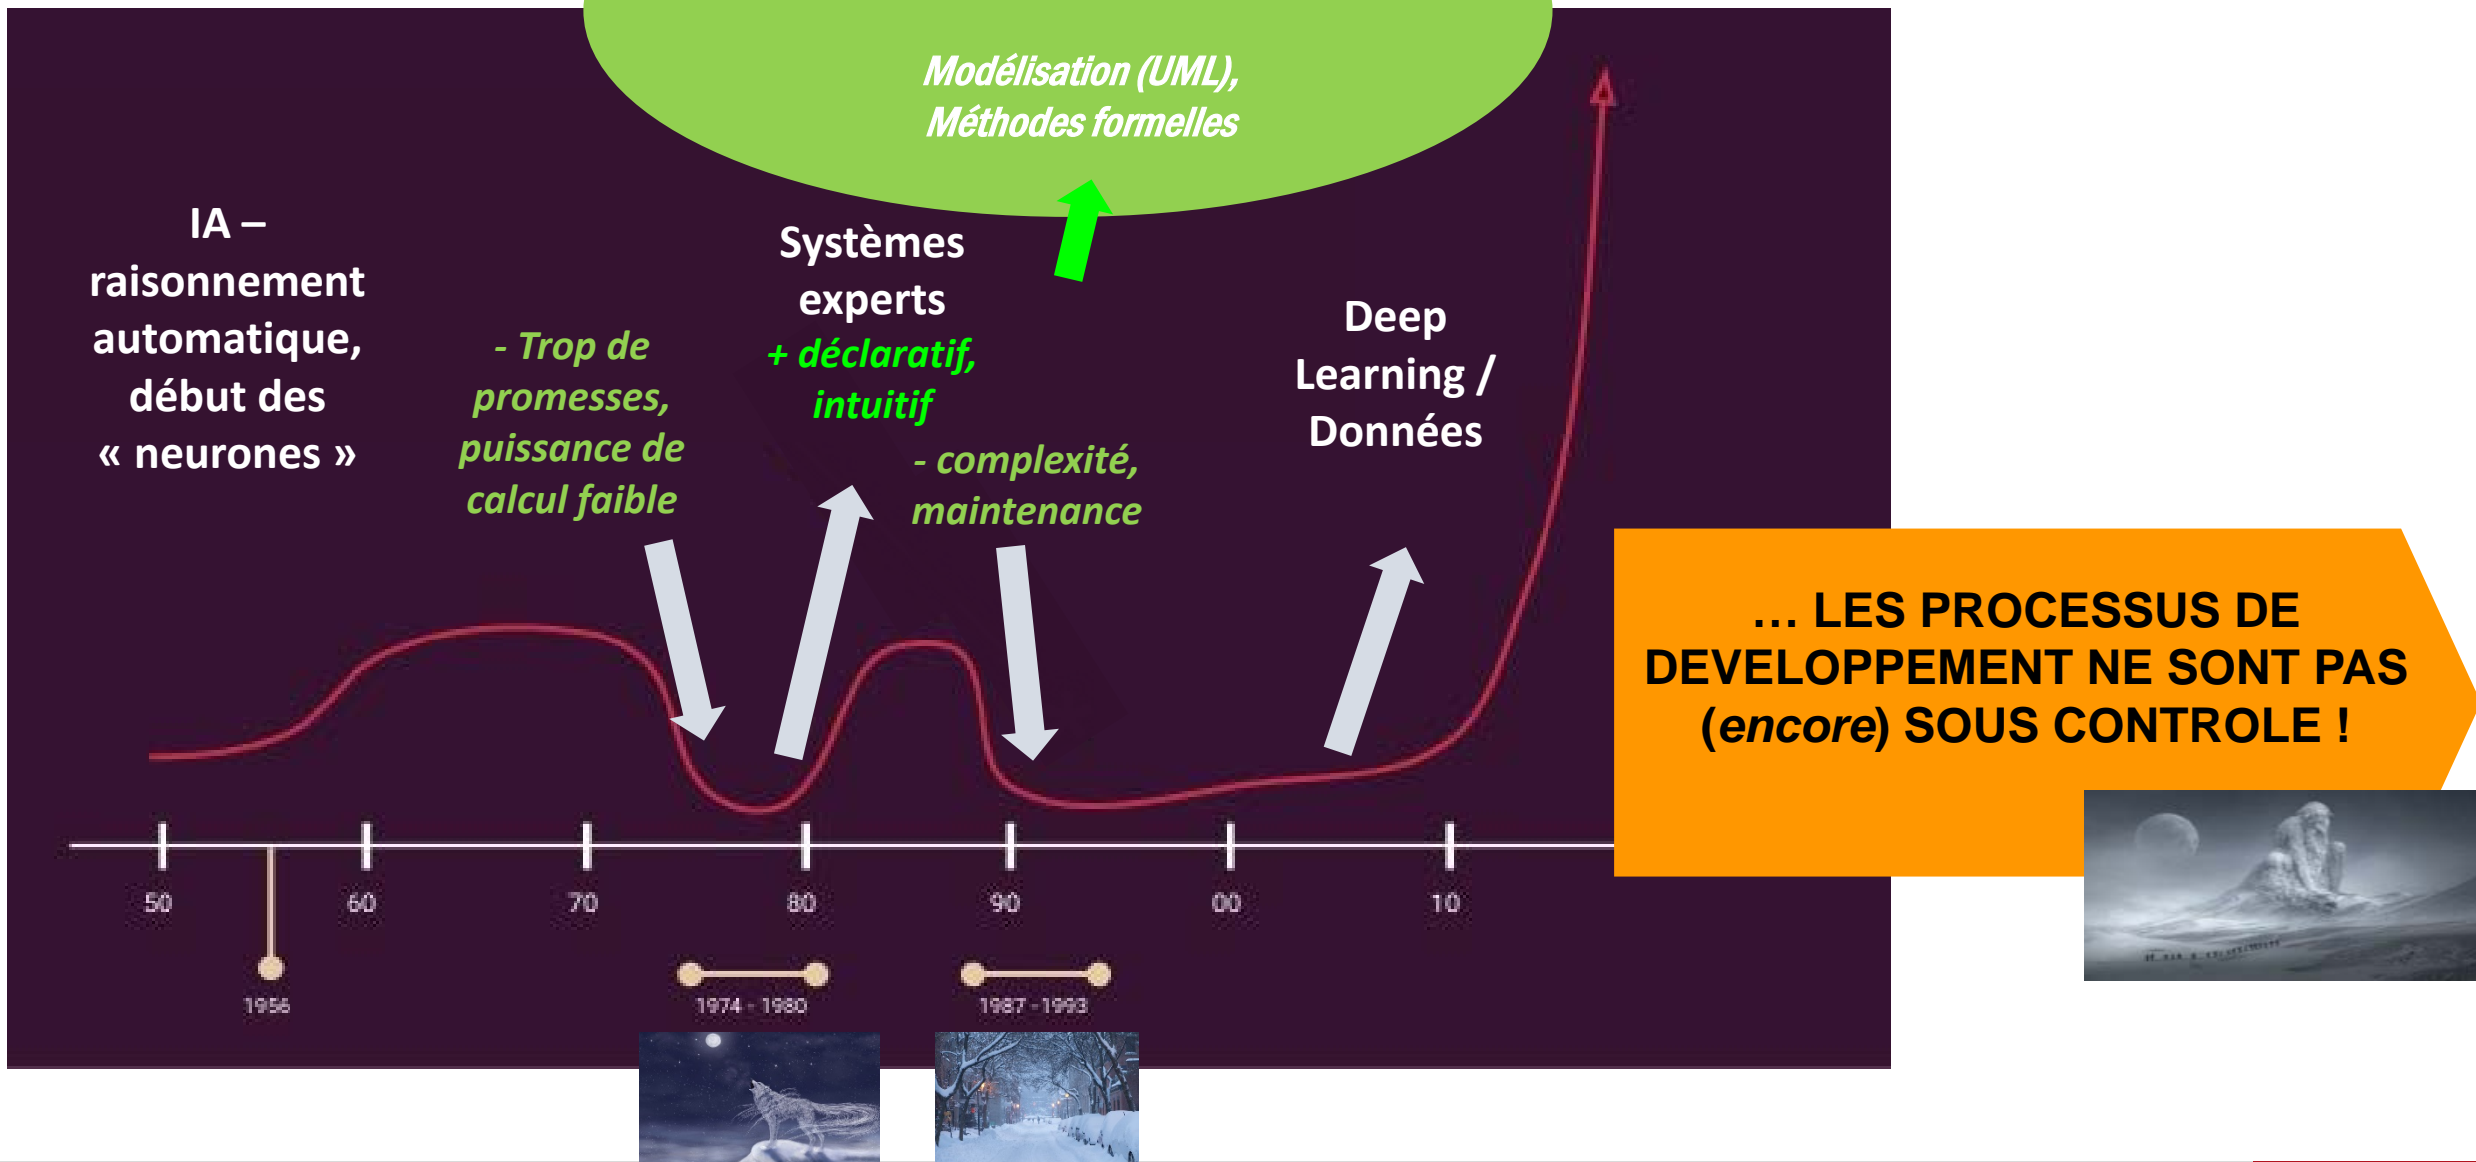 Modélisation (UML),
Méthodes formelles
IA –
raisonnement
automatique,
début des
« neurones »
- Trop de
promesses,
puissance de
calcul faible
Systèmes
experts
+ déclaratif,
intuitif
- complexité,
maintenance
Deep
Learning /
Données
… LES PROCESSUS DE
DEVELOPPEMENT NE SONT PAS
(encore) SOUS CONTROLE !
50 60 70 80 90 00 10
1956
1974 - 1980
1987 - 1993